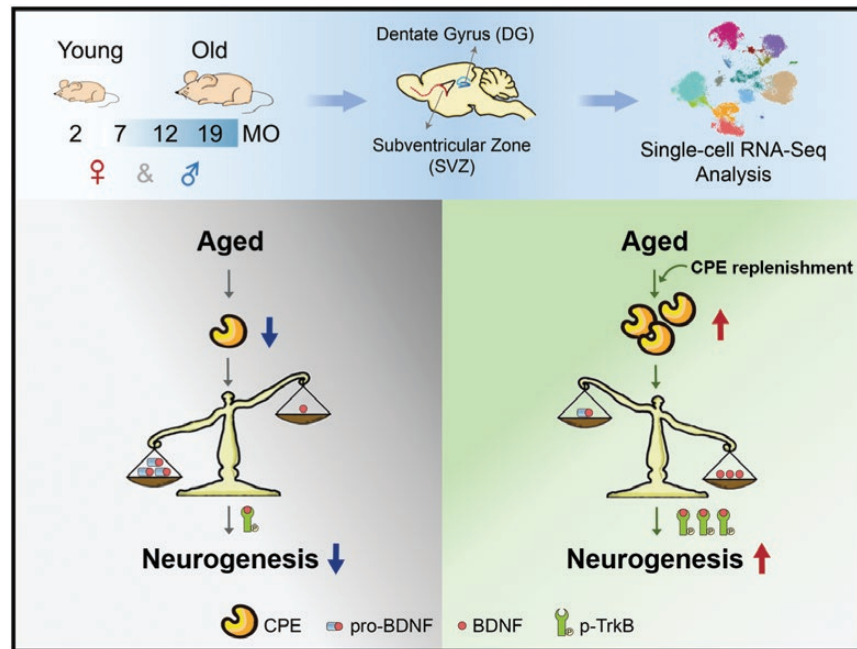 Young Old
2 7 12 19 MO
♀ & ♂
Dentate Gyrus (DG)
Subventricular Zone
(SVZ)
Single-cell RNA-Seq
Analysis
Aged
Neurogenesis
Aged
CPE replenishment
P P P P
Neurogenesis
CPE pro-BDNF BDNF P p-TrkB